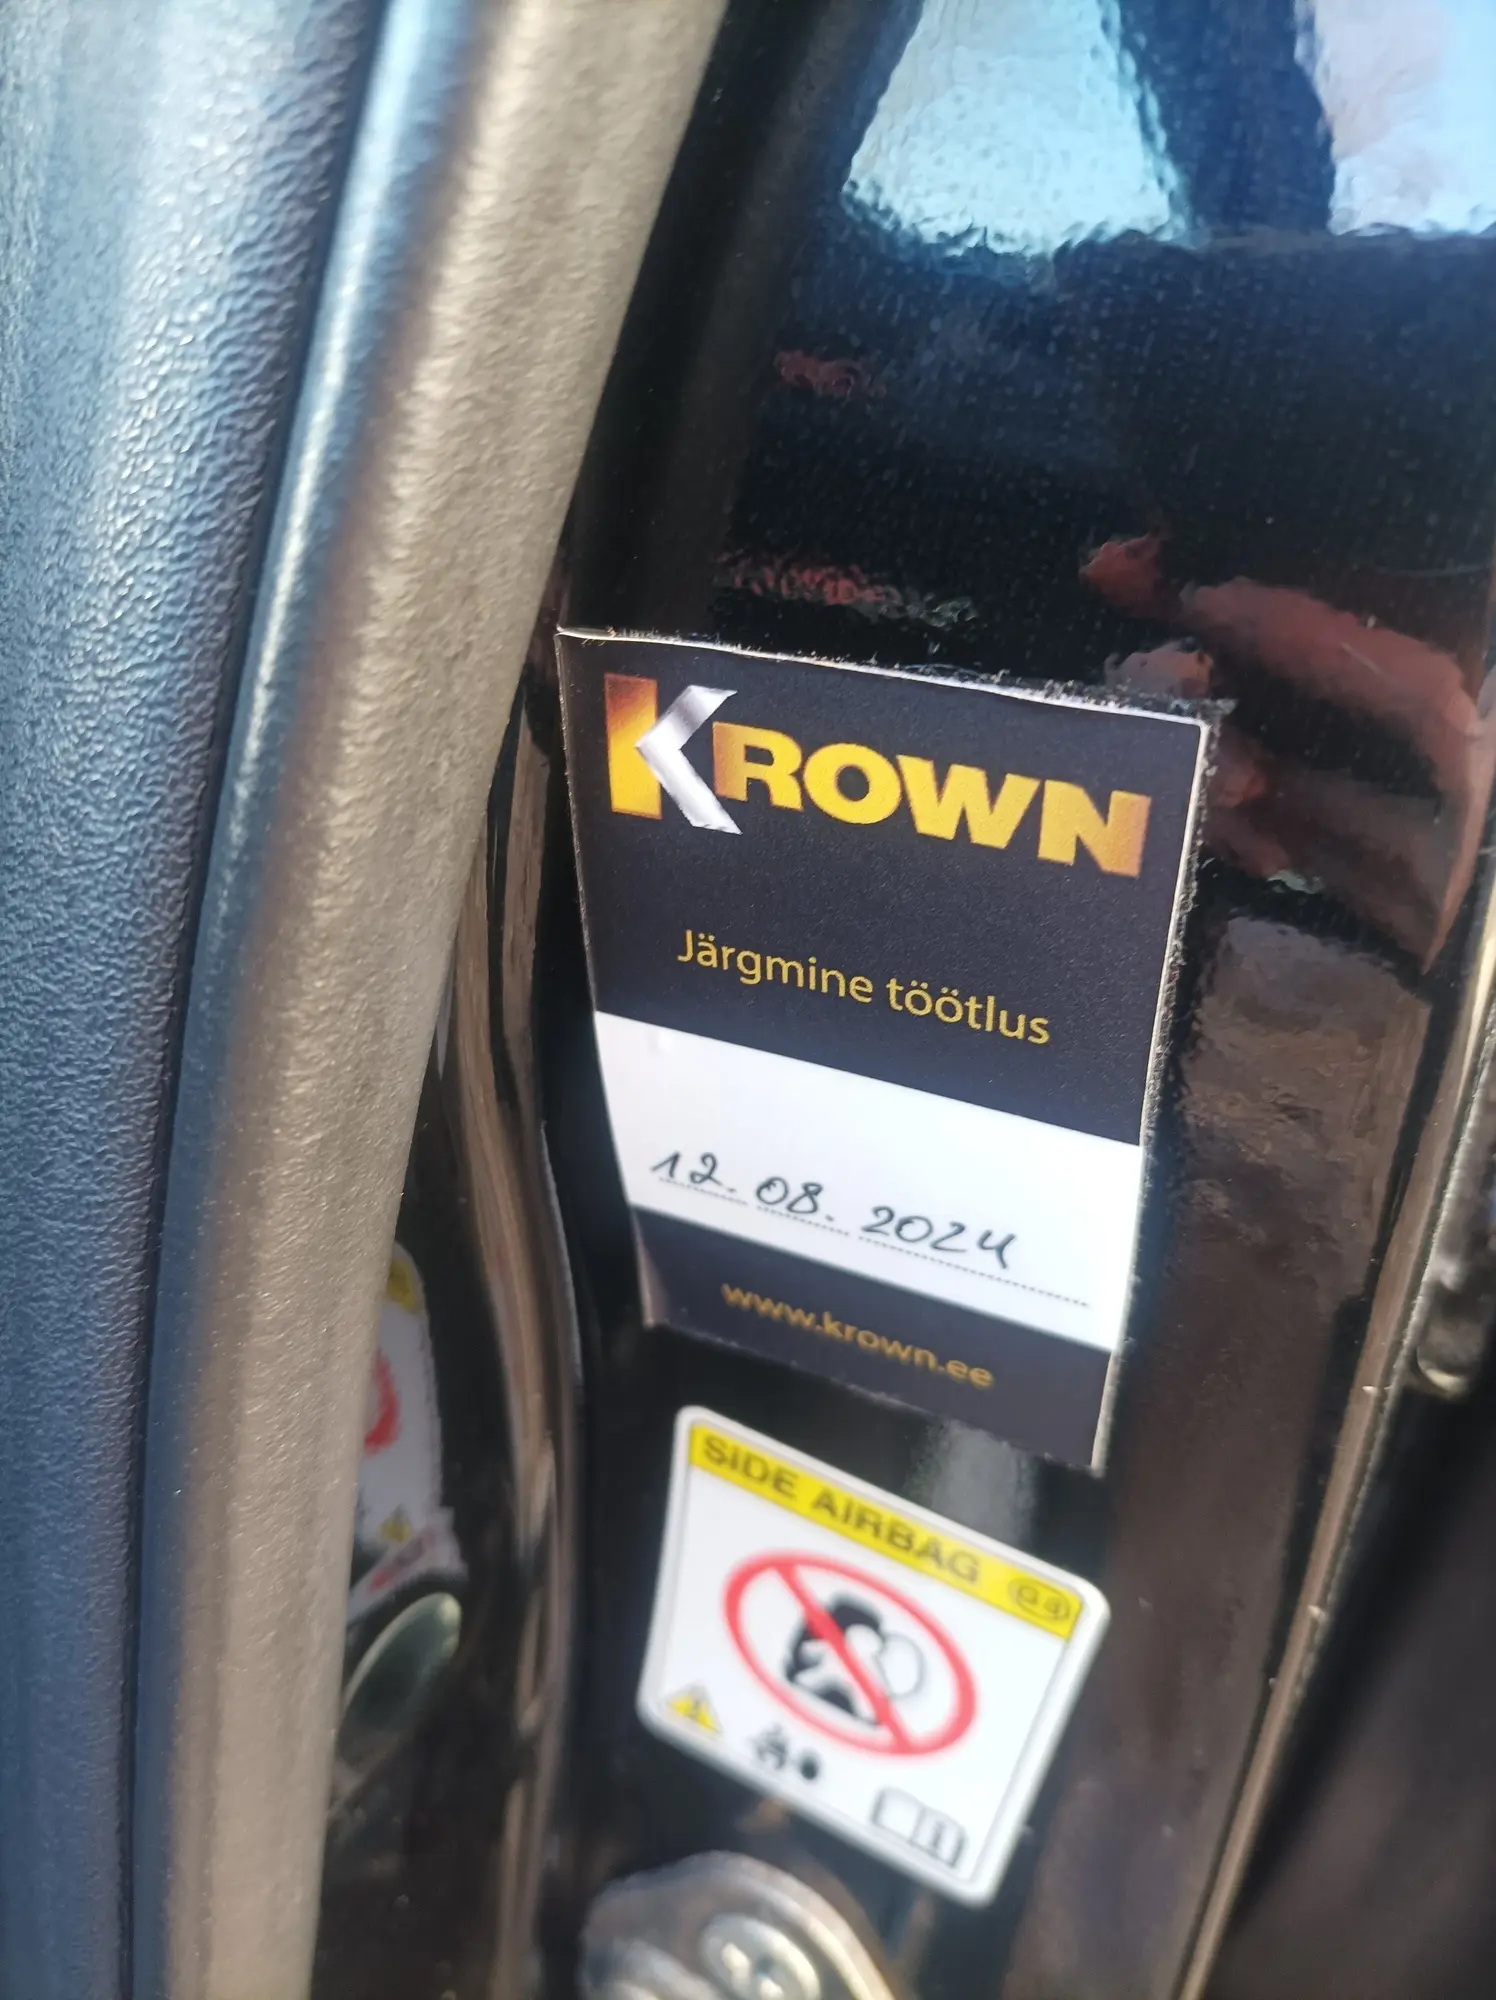 KROWN
Järgmine töötlus
12. 08. 2024
www.krown.ee
SIDE AIRBAG